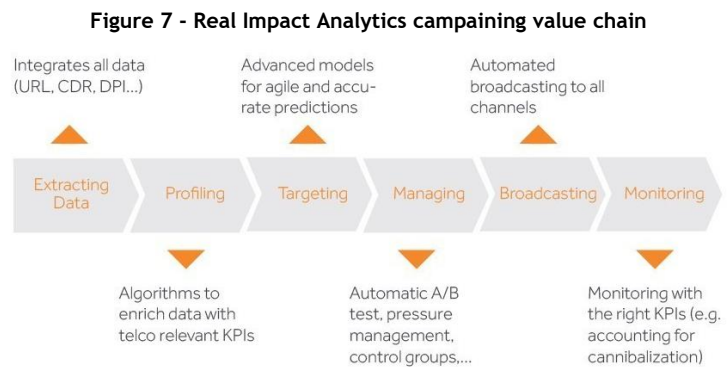 Figure 7 - Real Impact Analytics campaining value chain
Integrates all data
(URL, CDR, DPI...)
Advanced models
for agile and accu-
rate predictions
Automated
broadcasting to all
channels
Extracting
Data
Profiling
Targeting
Managing
Broadcasting
Monitoring
Algorithms to
enrich data with
telco relevant KPIs
Automatic A/B
test, pressure
management,
control groups,...
Monitoring with
the right KPIs (e.g.
accounting for
cannibalization)